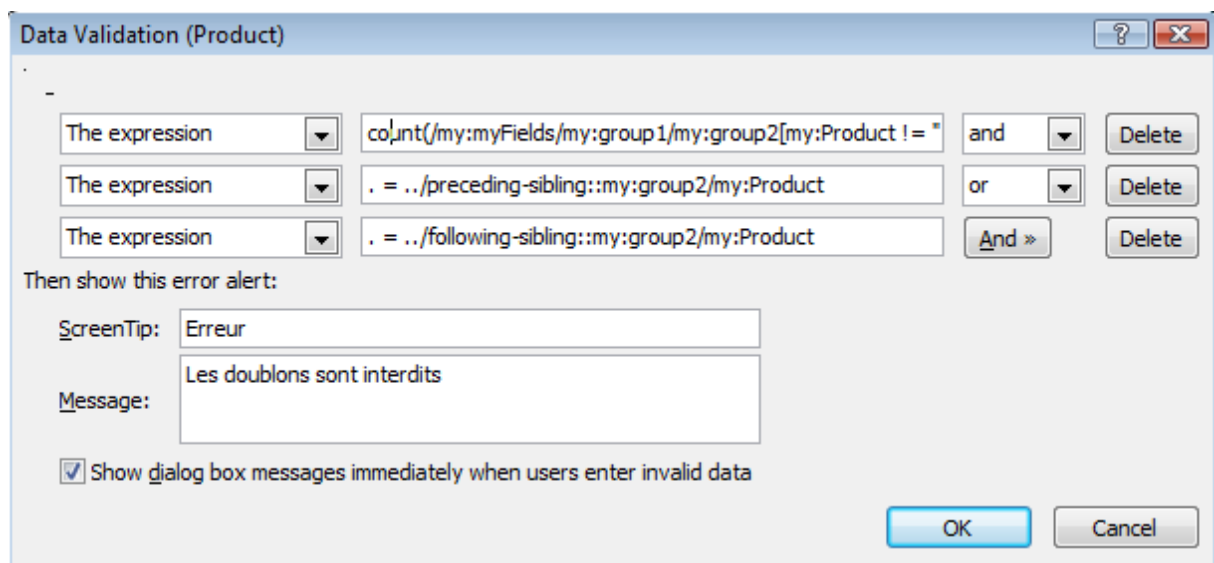 Data Validation (Product)
The expression count(/my:myFields/my:group1/my:group2[my:Product != " and Delete
The expression . = ../preceding-sibling::my:group2/my:Product or Delete
The expression . = ../following-sibling::my:group2/my:Product And » Delete
Then show this error alert:
ScreenTip: Erreur
Les doublons sont interdits
Message:
Show dialog box messages immediately when users enter invalid data
OK Cancel